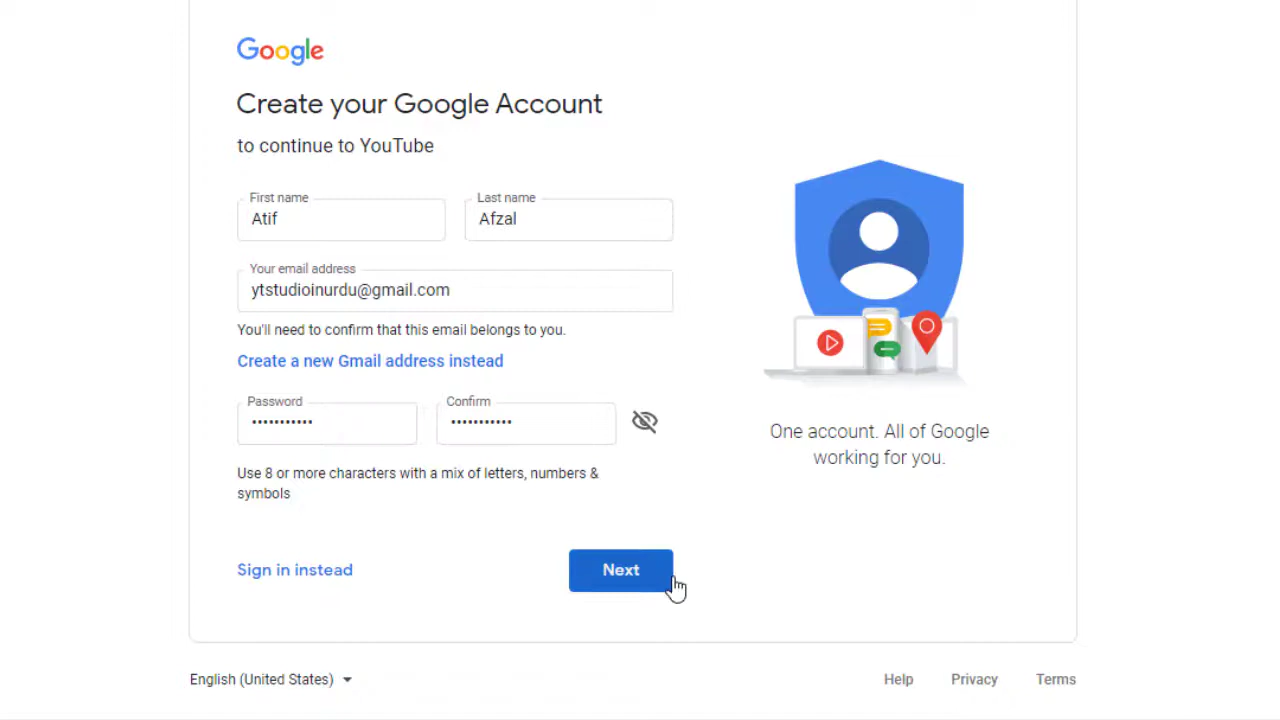 Google
Create your Google Account
to continue to YouTube
First name
Atif
Last name
Afzal
Your email address
ytstudioinurdu@gmail.com
You'll need to confirm that this email belongs to you.
Create a new Gmail address instead
Password
•••••••••••
Confirm
•••••••••••
Use 8 or more characters with a mix of letters, numbers &
symbols
Sign in instead
Next
One account. All of Google
working for you.
English (United States)
Help
Privacy
Terms